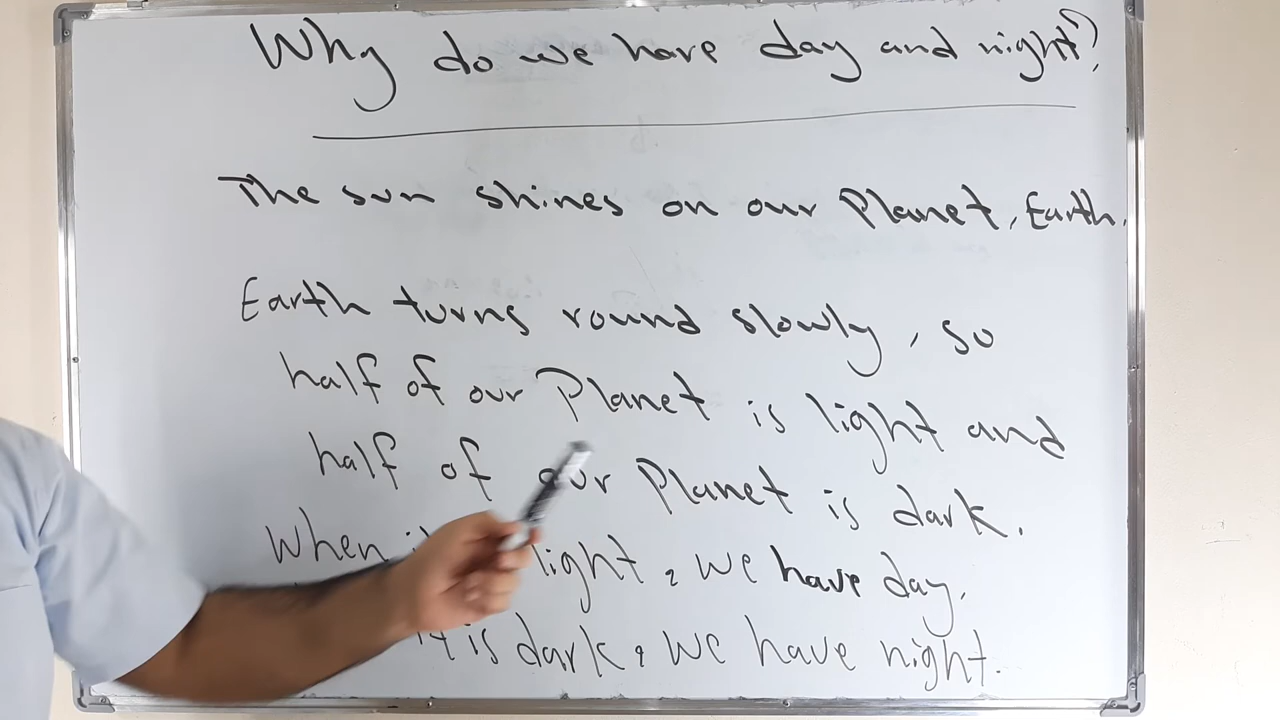 Why do we have day and night?
The sun shines on our Planet, Earth.
Earth turns round slowly, so
half of our Planet is light and
half of our Planet is dark.
When light, we have day.
it is dark, we have night.